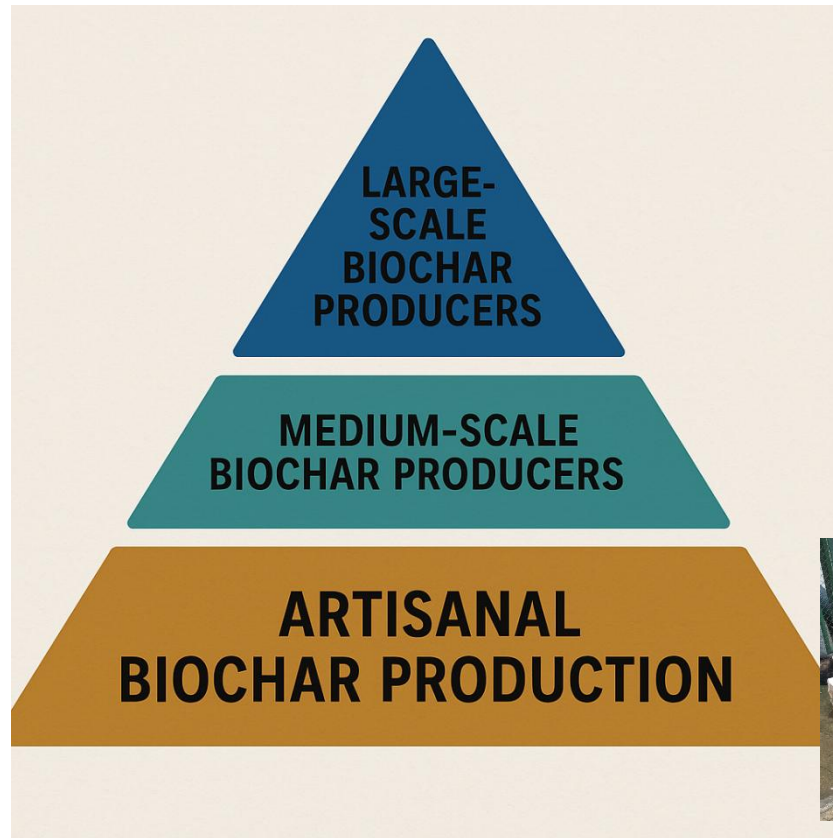 LARGE-
SCALE
BIOCHAR
PRODUCERS
MEDIUM-SCALE
BIOCHAR PRODUCERS
ARTISANAL
BIOCHAR PRODUCTION